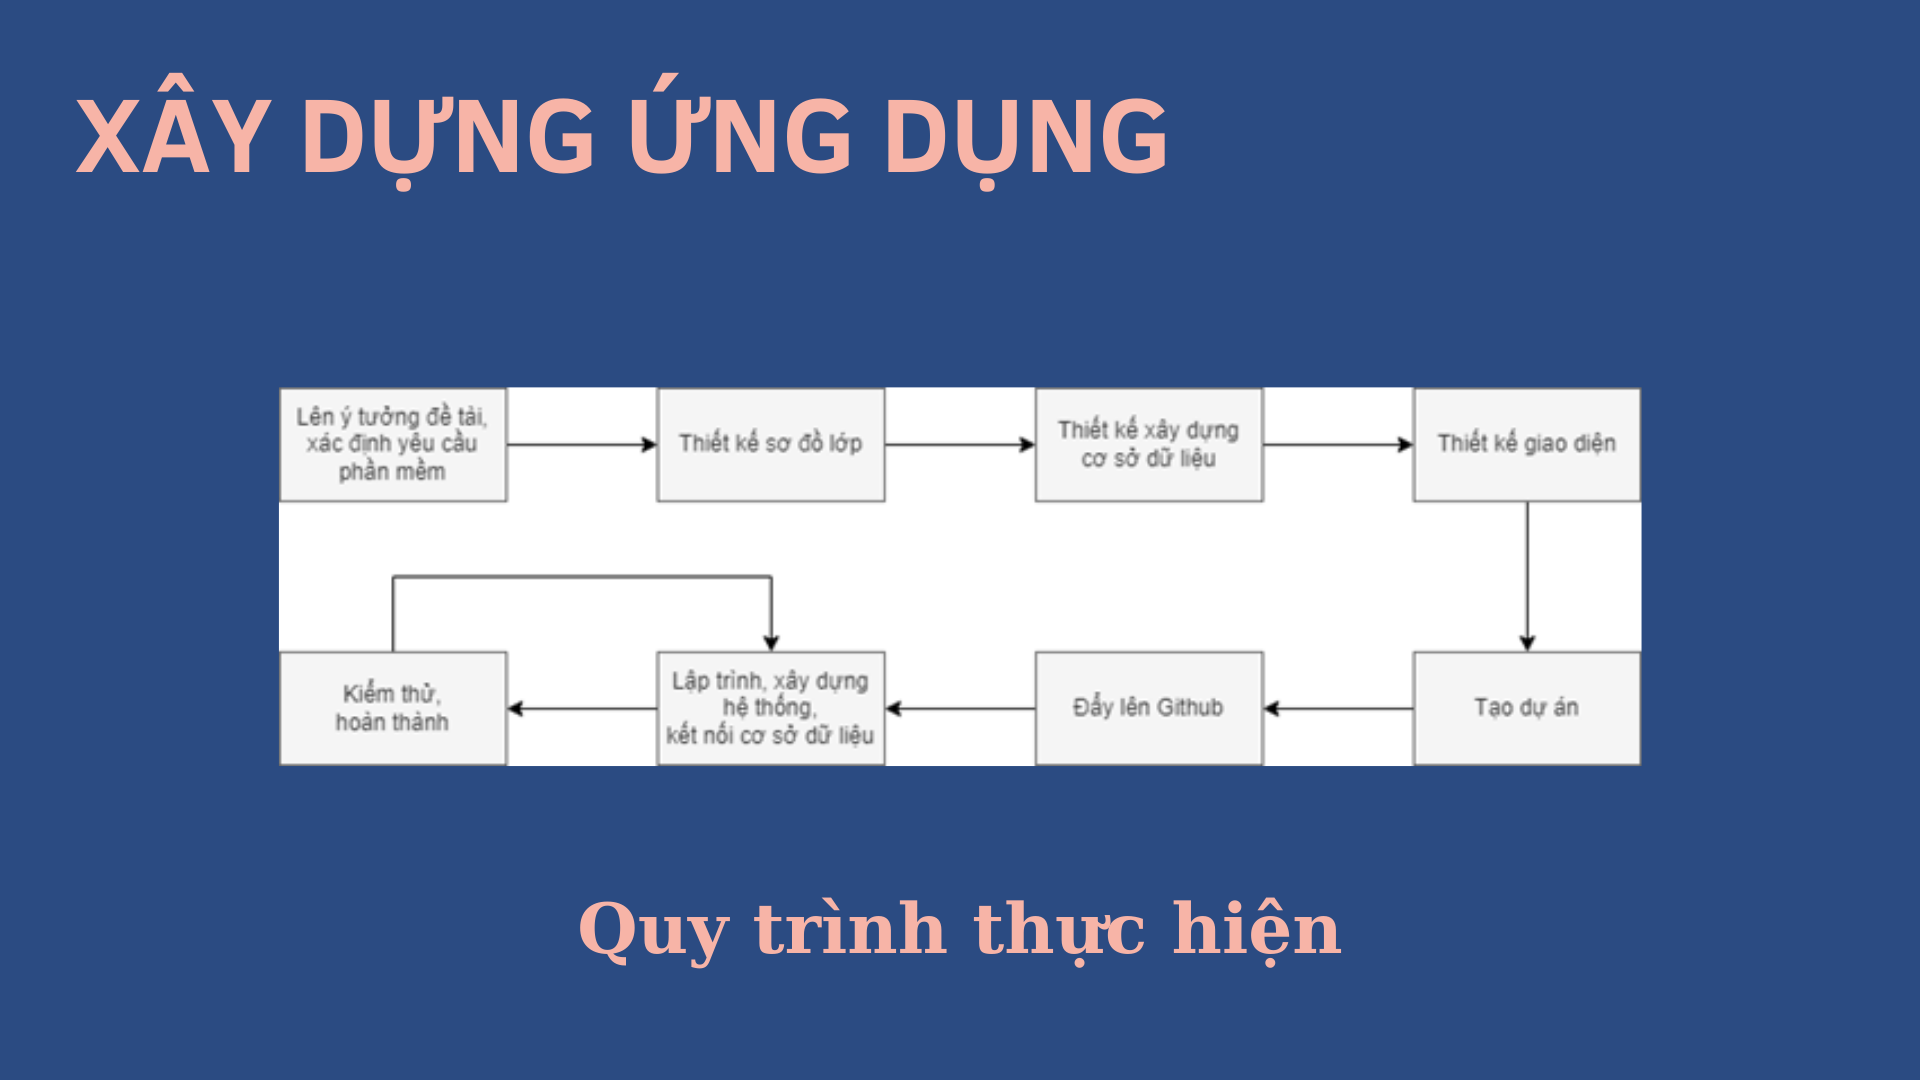 XÂY DỰNG ỨNG DỤNG
Lên ý tưởng đề tài,
xác định yêu cầu
phần mềm
Thiết kế sơ đồ lớp
Thiết kế xây dựng
cơ sở dữ liệu
Thiết kế giao diện
Kiểm thử,
hoàn thành
Lập trình, xây dựng
hệ thống,
kết nối cơ sở dữ liệu
Đẩy lên Github
Tạo dự án
Quy trình thực hiện